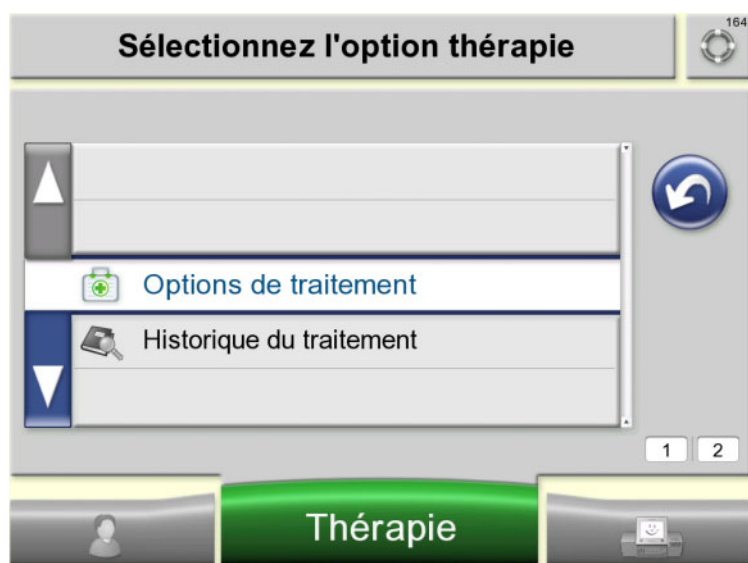 Sélectionnez l'option thérapie
164
Options de traitement
Historique du traitement
1 2
Thérapie